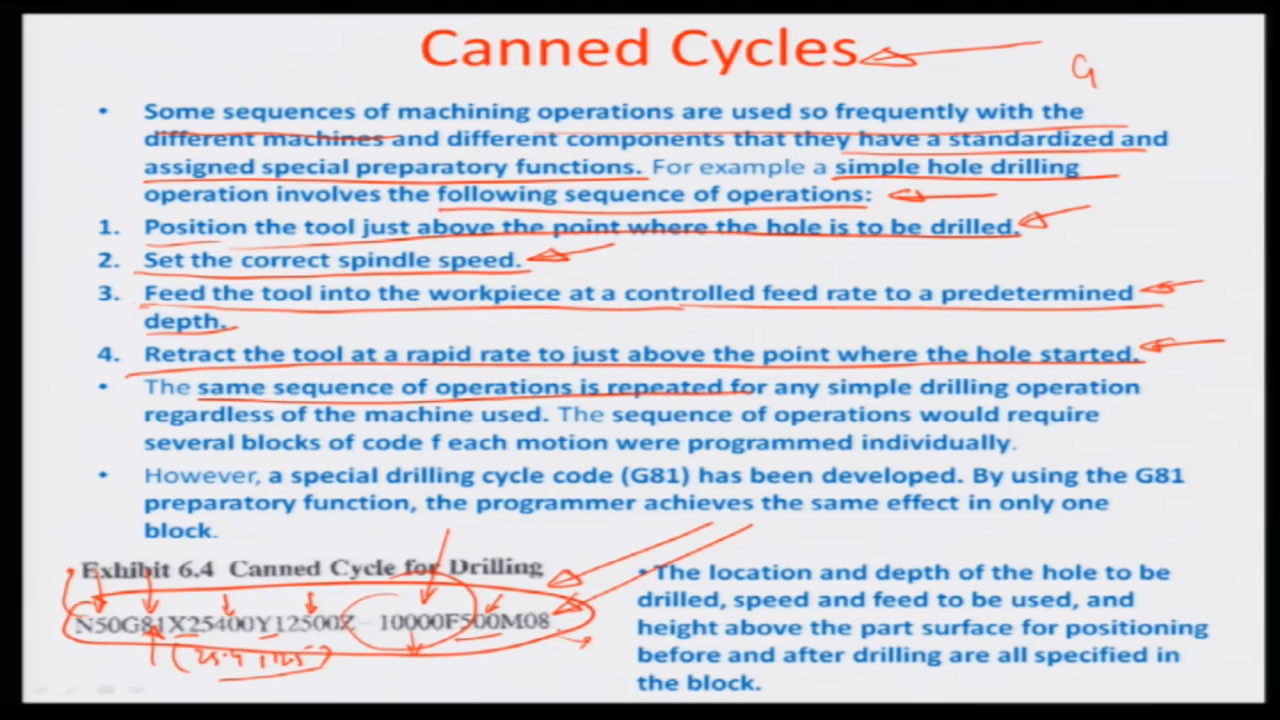 Canned Cycles
G
• Some sequences of machining operations are used so frequently with the
different machines and different components that they have a standardized and
assigned special preparatory functions. For example a simple hole drilling
operation involves the following sequence of operations:
1. Position the tool just above the point where the hole is to be drilled.
2. Set the correct spindle speed.
3. Feed the tool into the workpiece at a controlled feed rate to a predetermined
depth.
4. Retract the tool at a rapid rate to just above the point where the hole started.
• The same sequence of operations is repeated for any simple drilling operation
regardless of the machine used. The sequence of operations would require
several blocks of code f each motion were programmed individually.
• However, a special drilling cycle code (G81) has been developed. By using the G81
preparatory function, the programmer achieves the same effect in only one
block.
Exhibit 6.4 Canned Cycle for Drilling
N50G81X25400Y12500Z - 10000F500M08
• The location and depth of the hole to be
drilled, speed and feed to be used, and
height above the part surface for positioning
before and after drilling are all specified in
the block.